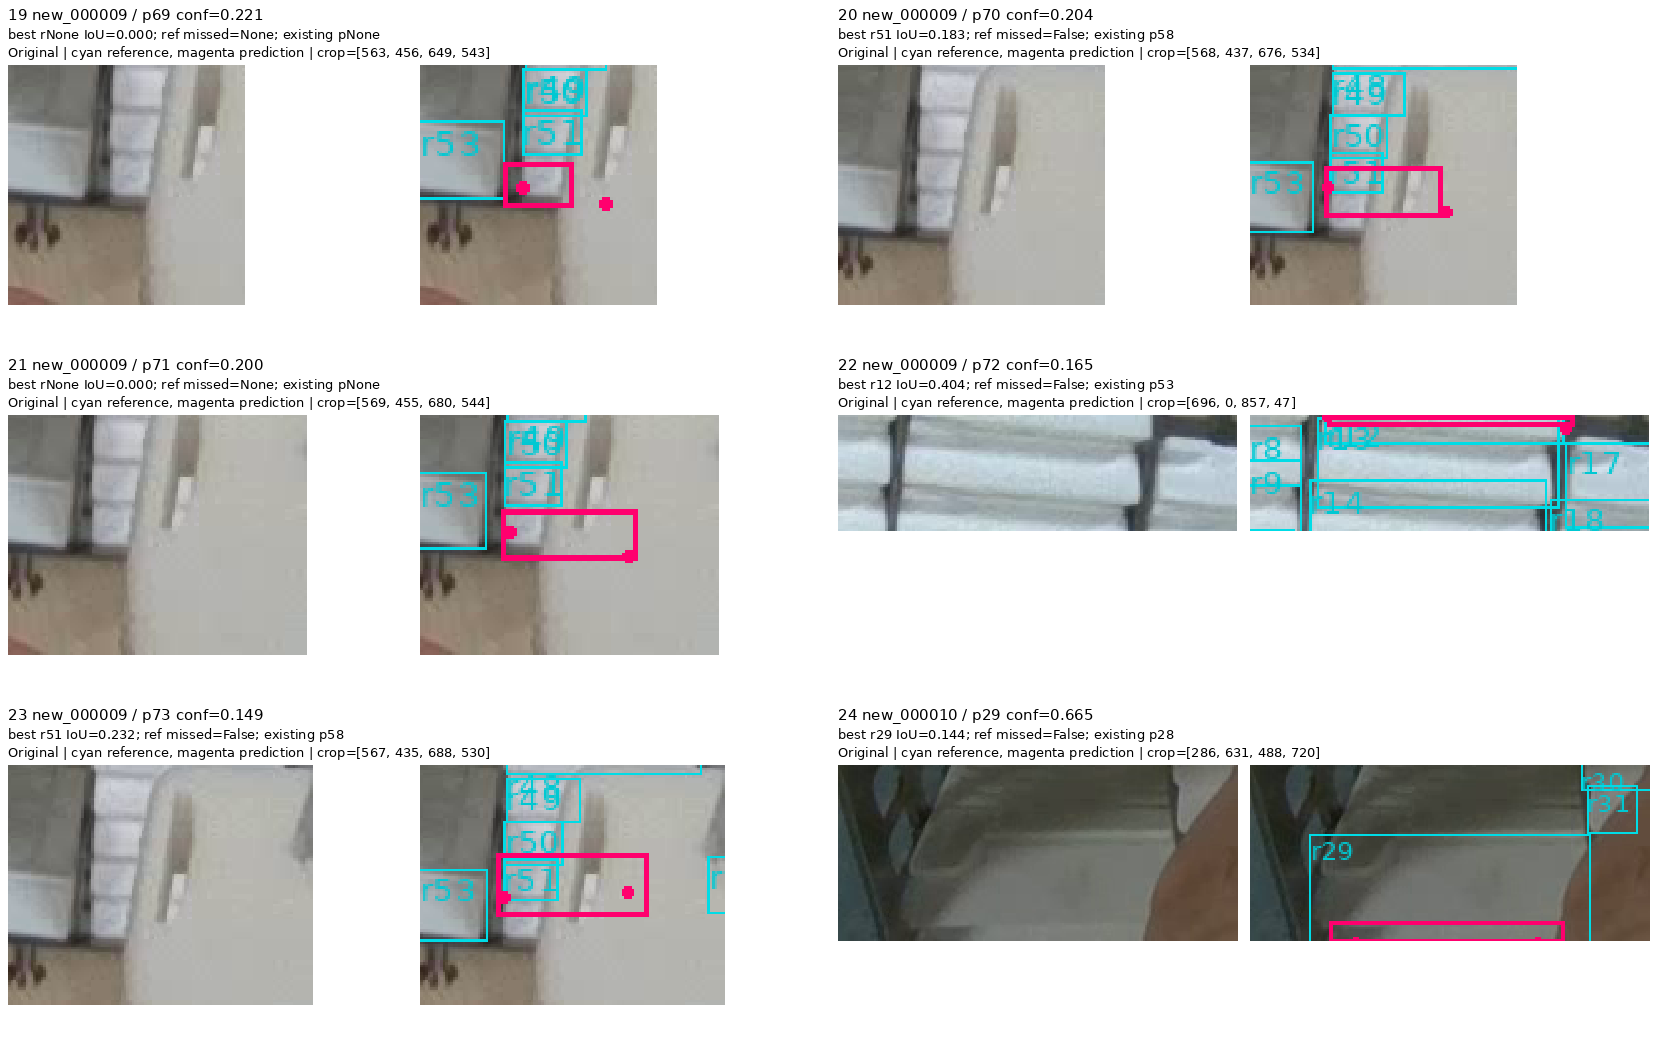 19 new_000009 / p69 conf=0.221
best rNone IoU=0.000; ref missed=None; existing pNone
Original | cyan reference, magenta prediction | crop=[563, 456, 649, 543]
r50
r51
r53
20 new_000009 / p70 conf=0.204
best r51 IoU=0.183; ref missed=False; existing p58
Original | cyan reference, magenta prediction | crop=[568, 437, 676, 534]
r49
r50
r51
r53
21 new_000009 / p71 conf=0.200
best rNone IoU=0.000; ref missed=None; existing pNone
Original | cyan reference, magenta prediction | crop=[569, 455, 680, 544]
r50
r51
r53
22 new_000009 / p72 conf=0.165
best r12 IoU=0.404; ref missed=False; existing p53
Original | cyan reference, magenta prediction | crop=[696, 0, 857, 47]
r8
r13
r17
r9
r14
r18
23 new_000009 / p73 conf=0.149
best r51 IoU=0.232; ref missed=False; existing p58
Original | cyan reference, magenta prediction | crop=[567, 435, 688, 530]
r48
r49
r50
r51
r53
r
24 new_000010 / p29 conf=0.665
best r29 IoU=0.144; ref missed=False; existing p28
Original | cyan reference, magenta prediction | crop=[286, 631, 488, 720]
r30
r31
r29